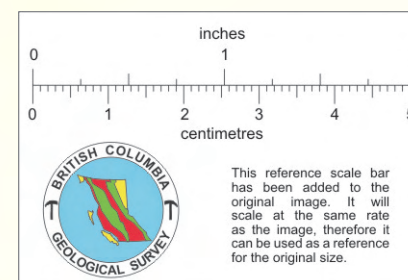 inches
0 1
0 1 2 3 4 5
centimetres
BRITISH COLUMBIA
GEOLOGICAL SURVEY
This reference scale bar
has been added to the
original image. It will
scale at the same rate
as the image, therefore it
can be used as a reference
for the original size.